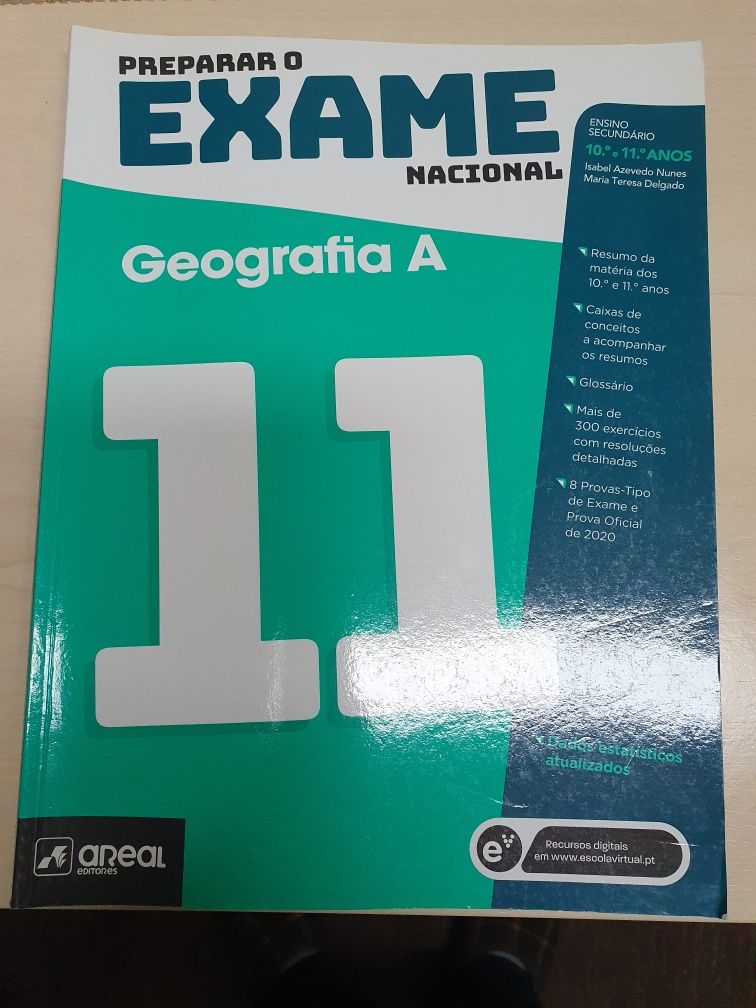 PREPARAR O
EXAME
NACIONAL
ENSINO
SECUNDÁRIO
10.º e 11.º ANOS
Isabel Azevedo Nunes
Maria Teresa Delgado
Geografia A
Resumo da
matéria dos
10.º e 11.º anos
Caixas de
conceitos
a acompanhar
os resumos
Glossário
Mais de
300 exercícios
com resoluções
detalhadas
8 Provas-Tipo
de Exame e
Prova Oficial
de 2020
11
Dados estatísticos
atualizados
AREAL
EDITORES
e
Recursos digitais
em www.escolavirtual.pt